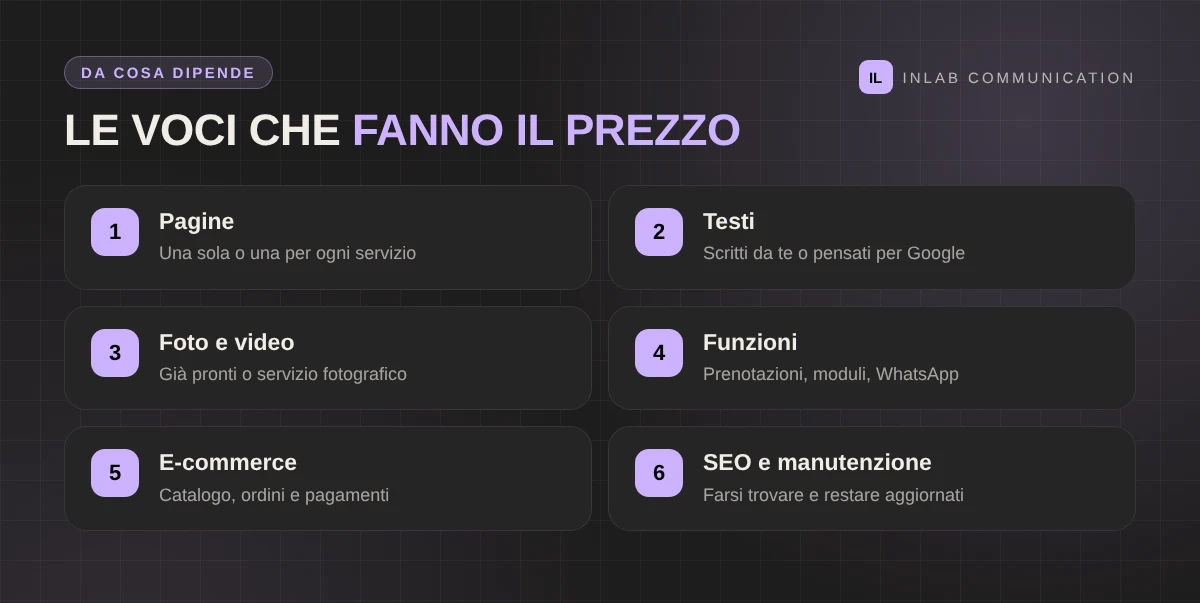 DA COSA DIPENDE
IL INLAB COMMUNICATION
LE VOCI CHE FANNO IL PREZZO
1
Pagine
Una sola o una per ogni servizio
2
Testi
Scritti da te o pensati per Google
3
Foto e video
Già pronti o servizio fotografico
4
Funzioni
Prenotazioni, moduli, WhatsApp
5
E-commerce
Catalogo, ordini e pagamenti
6
SEO e manutenzione
Farsi trovare e restare aggiornati